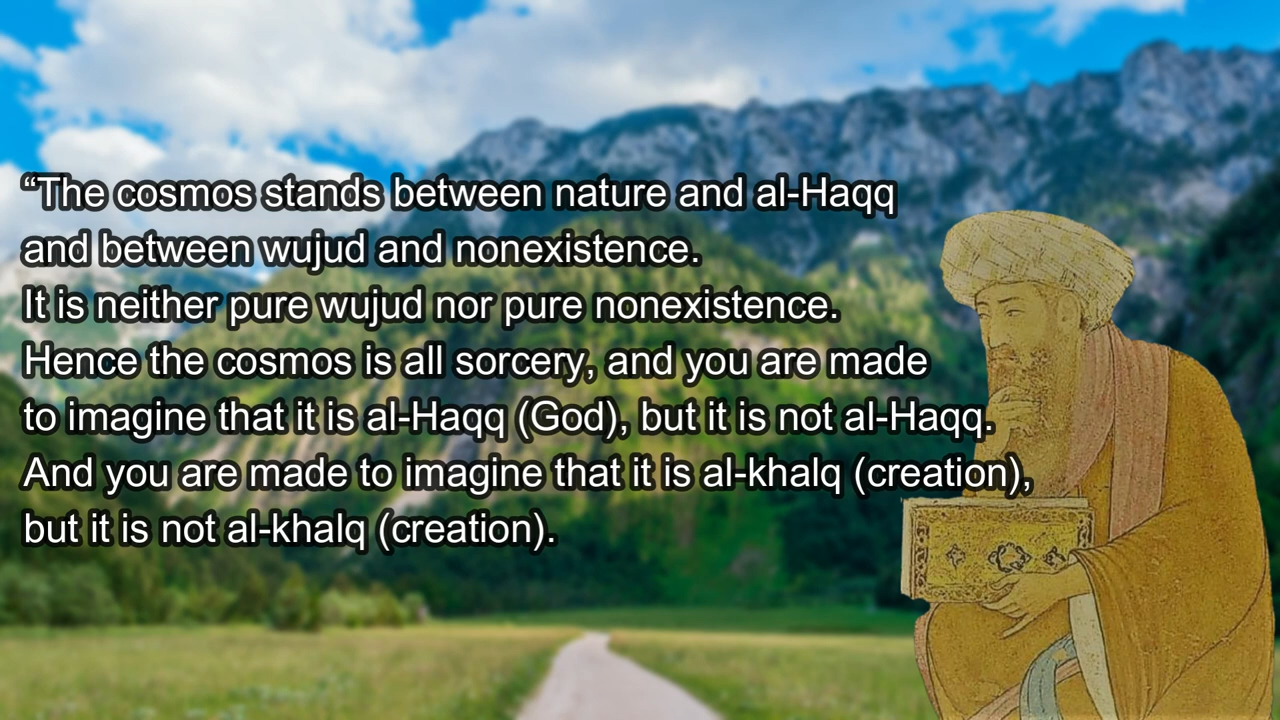 “The cosmos stands between nature and al-Haqq
and between wujud and nonexistence.
It is neither pure wujud nor pure nonexistence.
Hence the cosmos is all sorcery, and you are made
to imagine that it is al-Haqq (God), but it is not al-Haqq.
And you are made to imagine that it is al-khalq (creation),
but it is not al-khalq (creation).